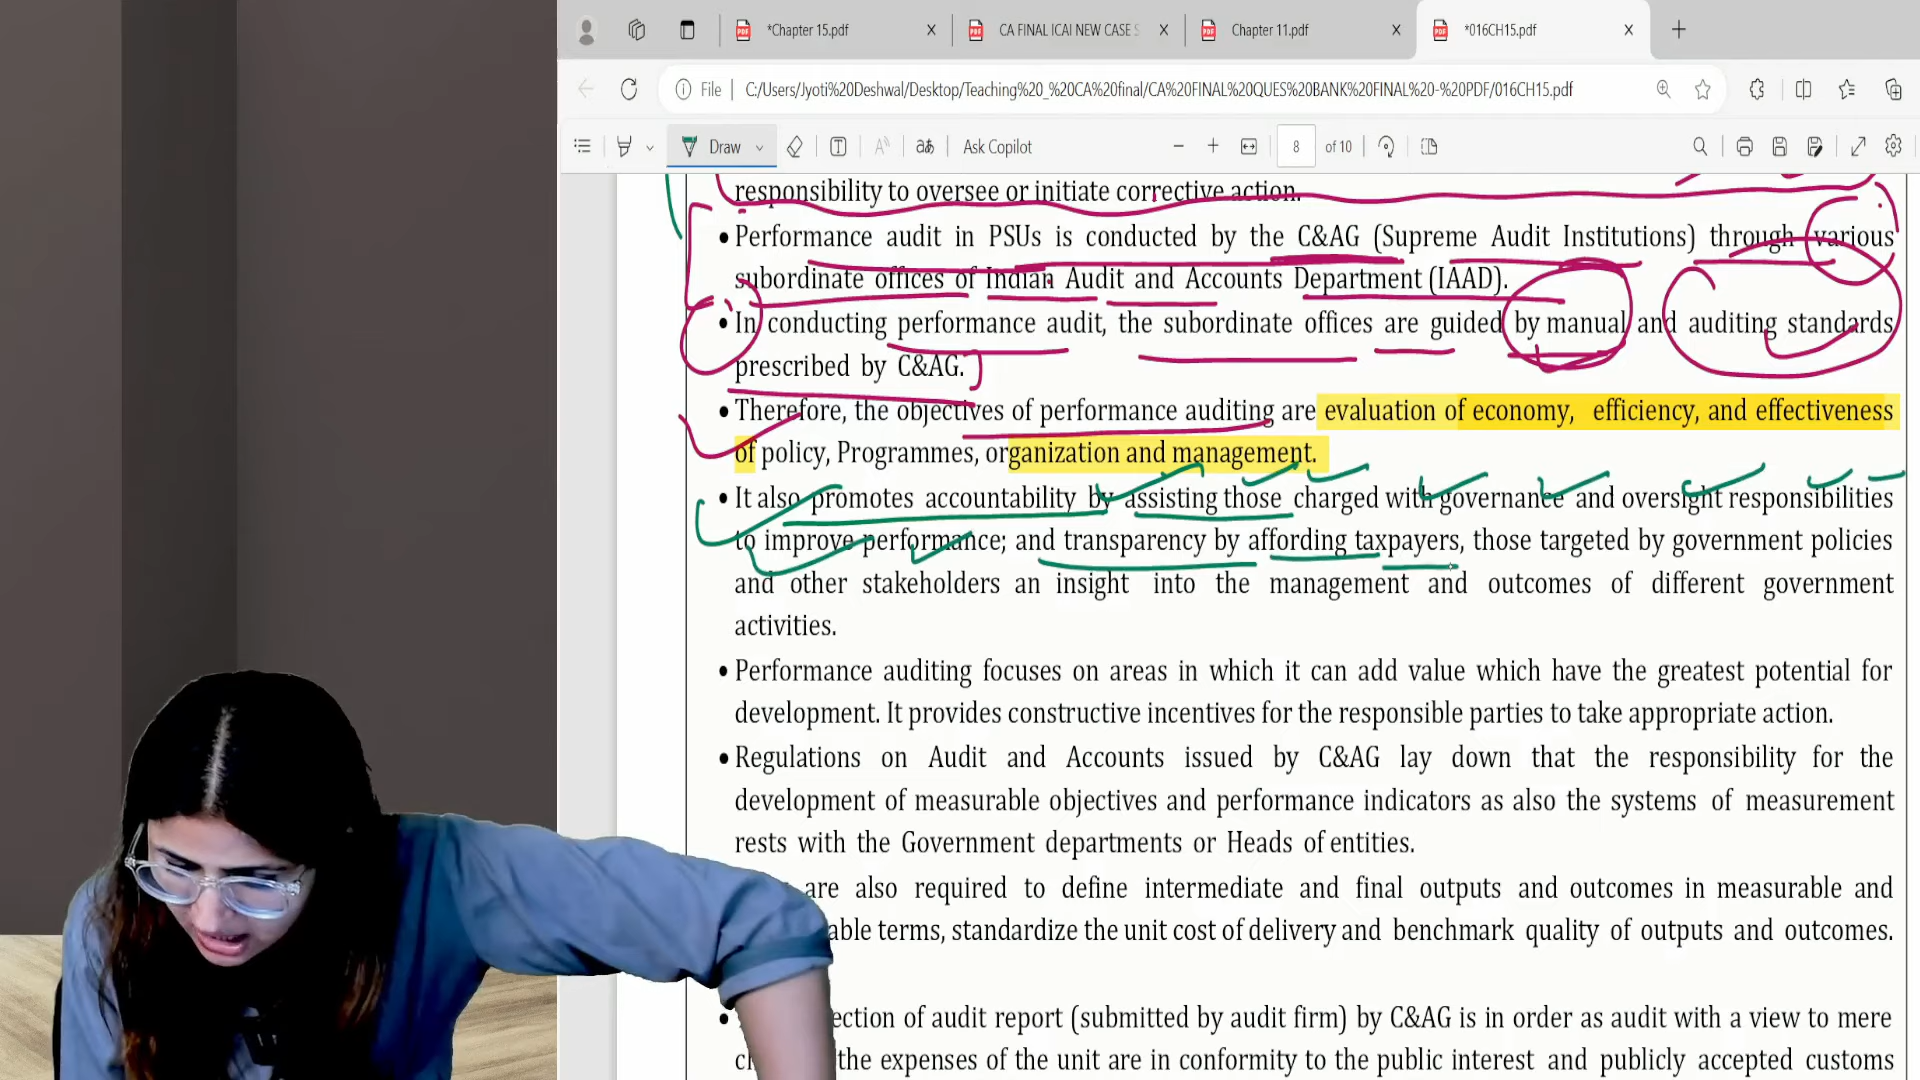 *Chapter 15.pdf
CA FINAL ICAI NEW CASE S
Chapter 11.pdf
*016CH15.pdf
File
C:/Users/Jyoti%20Deshwal/Desktop/Teaching%20_%20CA%20final/CA%20FINAL%20QUES%20BANK%20FINAL%20-%20PDF/016CH15.pdf
Draw
Ask Copilot
8 of 10
responsibility to oversee or initiate corrective action.
• Performance audit in PSUs is conducted by the C&AG (Supreme Audit Institutions) through various
subordinate offices of Indian Audit and Accounts Department (IAAD).
• In conducting performance audit, the subordinate offices are guided by manual and auditing standards
prescribed by C&AG.
• Therefore, the objectives of performance auditing are evaluation of economy, efficiency, and effectiveness
of policy, Programmes, organization and management.
• It also promotes accountability by assisting those charged with governance and oversight responsibilities
to improve performance; and transparency by affording taxpayers, those targeted by government policies
and other stakeholders an insight into the management and outcomes of different government
activities.
• Performance auditing focuses on areas in which it can add value which have the greatest potential for
development. It provides constructive incentives for the responsible parties to take appropriate action.
• Regulations on Audit and Accounts issued by C&AG lay down that the responsibility for the
development of measurable objectives and performance indicators as also the systems of measurement
rests with the Government departments or Heads of entities.
are also required to define intermediate and final outputs and outcomes in measurable and
able terms, standardize the unit cost of delivery and benchmark quality of outputs and outcomes.
• ection of audit report (submitted by audit firm) by C&AG is in order as audit with a view to mere
the expenses of the unit are in conformity to the public interest and publicly accepted customs